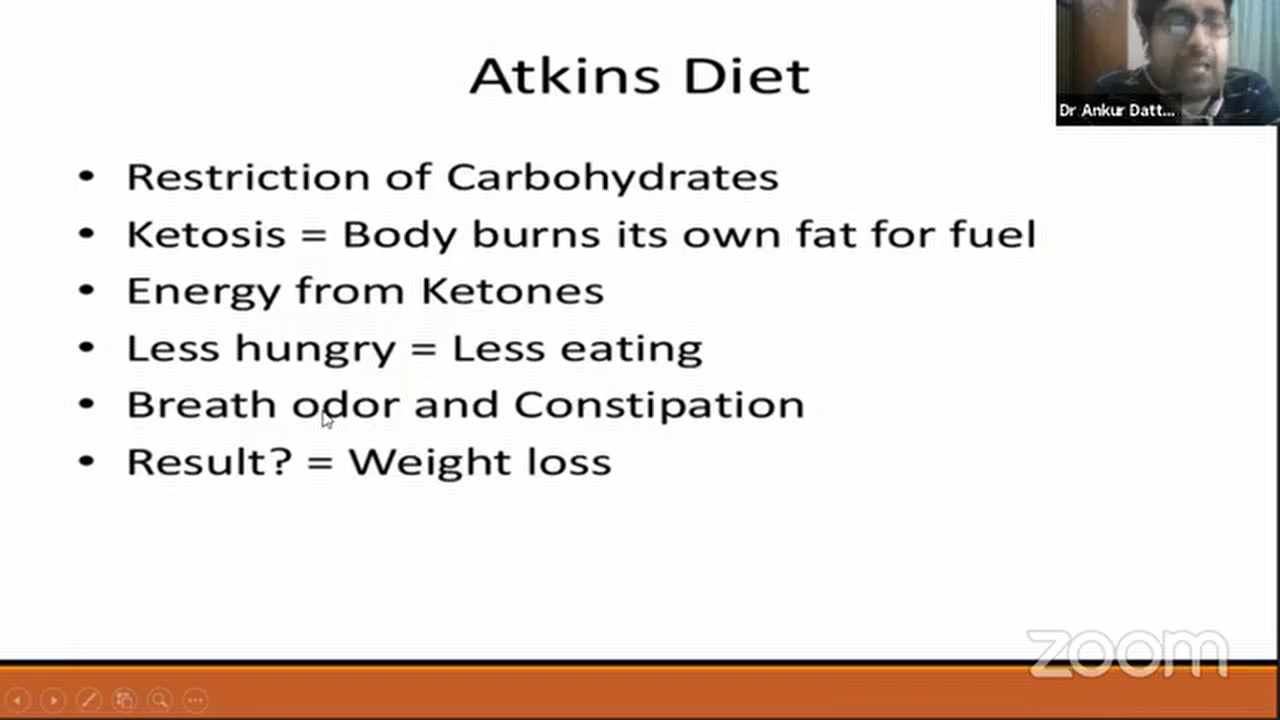 Atkins Diet
Dr Ankur Datt...
• Restriction of Carbohydrates
• Ketosis = Body burns its own fat for fuel
• Energy from Ketones
• Less hungry = Less eating
• Breath odor and Constipation
• Result? = Weight loss
zoom